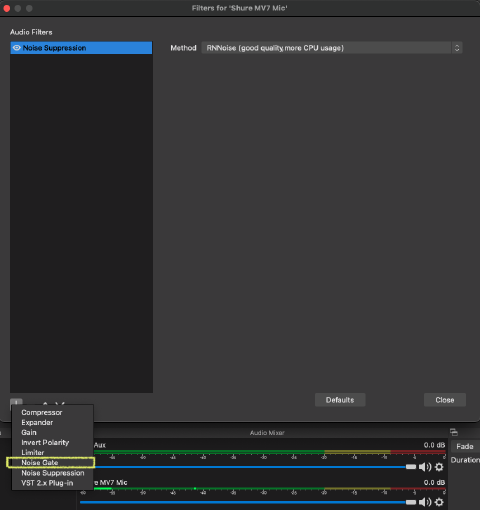 Filters for 'Shure MV7 Mic'
Audio Filters
Noise Suppression
Method RNNoise (good quality, more CPU usage)
Defaults
Close
Compressor
Expander
Gain
Invert Polarity
Limiter
Noise Gate
Noise Suppression
VST 2.x Plug-in
Audio Mixer
Aux 0.0 dB
re MV7 Mic 0.0 dB
Fade
Duration